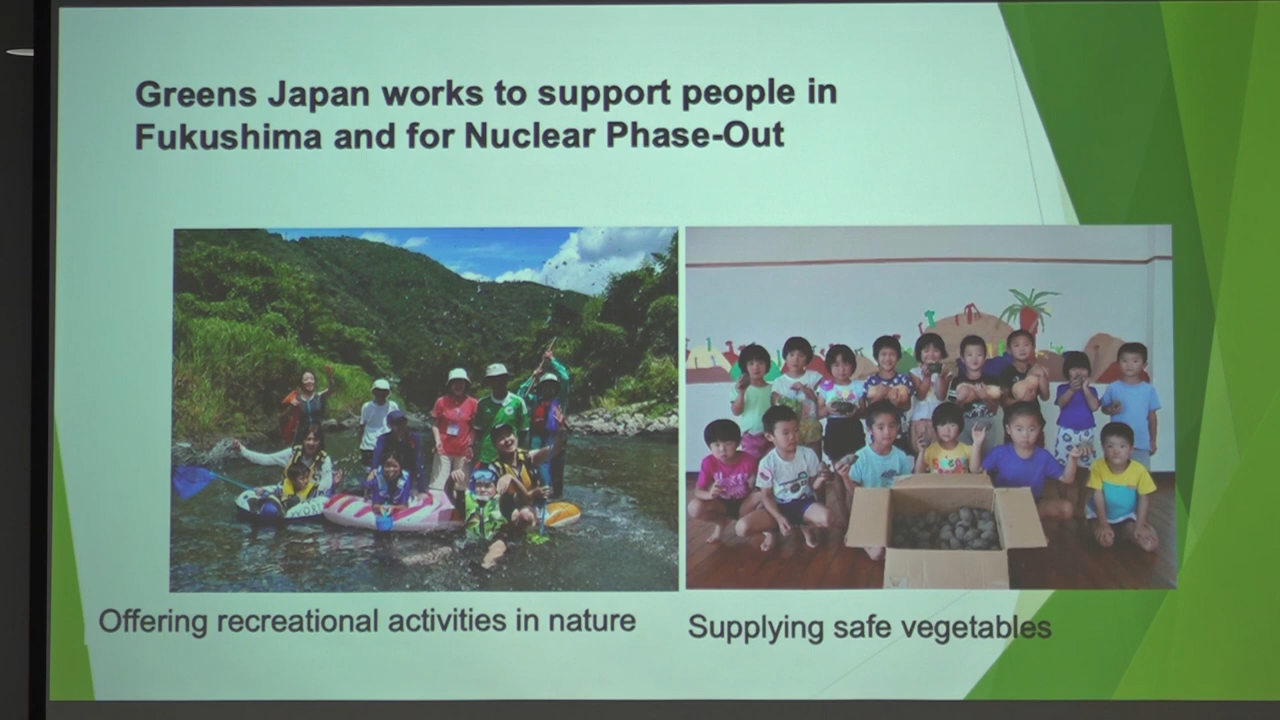 Greens Japan works to support people in
Fukushima and for Nuclear Phase-Out
Offering recreational activities in nature
Supplying safe vegetables